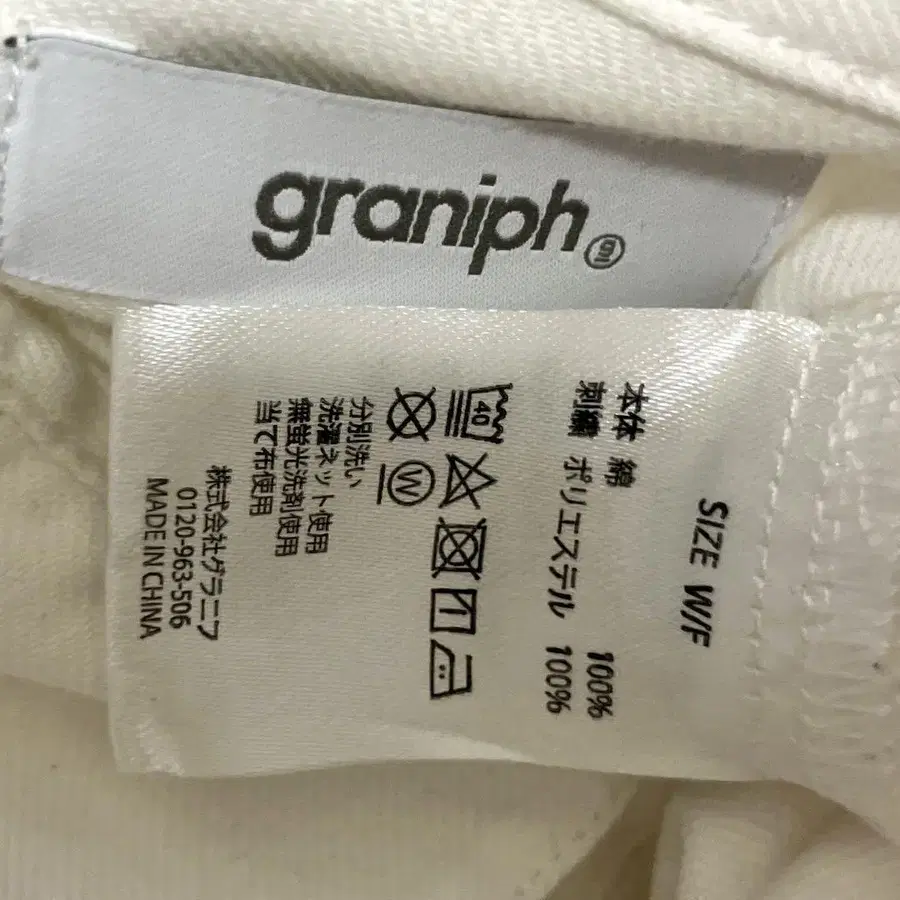 graniph
SIZE W/F
本体 綿 100%
刺繍 ポリエステル 100%
40
W
分別洗い
洗濯ネット使用
無蛍光洗剤使用
当て布使用
株式会社グラニフ
0120-963-506
MADE IN CHINA